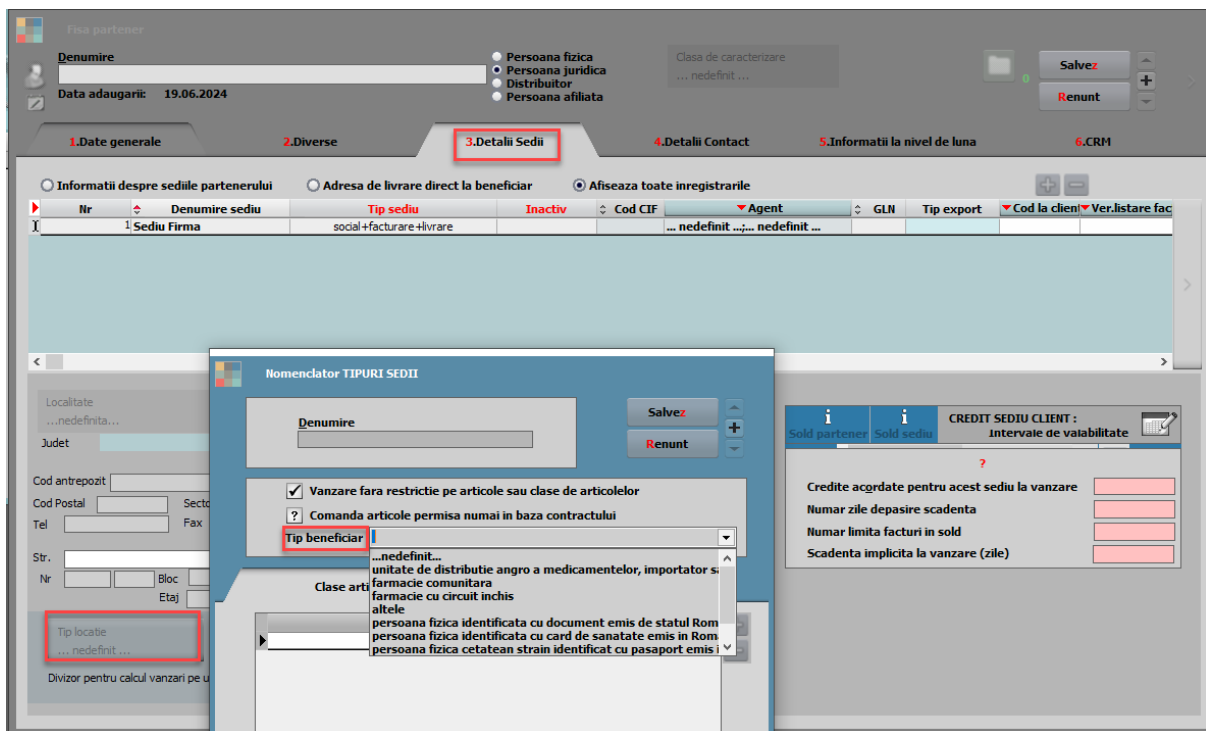 Fisa partener
Denumire
Persoana fizica
Persoana juridica
Distribuitor
Persoana afiliata
Clasa de caracterizare
... nedefinit ...
0
Salvez
Renunt
Data adaugarii: 19.06.2024
1.Date generale 2.Diverse 3.Detalii Sedii 4.Detalii Contact 5.Informatii la nivel de luna 6.CRM
Informatii despre sediile partenerului Adresa de livrare direct la beneficiar Afiseaza toate inregistrarile
Nr Denumire sediu Tip sediu Inactiv Cod CIF Agent GLN Tip export Cod la client Ver.listare fac
1 Sediu Firma social+facturare+livrare ... nedefinit ...;... nedefinit ...
Nomenclator TIPURI SEDII
Denumire
Salvez
Renunt
Vanzare fara restrictie pe articole sau clase de articolelor
? Comanda articole permisa numai in baza contractului
Tip beneficiar
...nedefinit...
unitate de distributie angro a medicamentelor, importator s
farmacie comunitara
farmacie cu circuit inchis
altele
persoana fizica identificata cu document emis de statul Rom
persoana fizica identificata cu card de sanatate emis in Rom
persoana fizica cetatean strain identificat cu pasaport emis i
Clase arti
Localitate
...nedefinita...
Judet
Cod antrepozit
Cod Postal Secto
Tel Fax
Str.
Nr Bloc
Etaj
Tip locatie
... nedefinit ...
Divizor pentru calcul vanzari pe u
i i CREDIT SEDIU CLIENT :
Sold partener Sold sediu Intervale de valabilitate
?
Credite acordate pentru acest sediu la vanzare
Numar zile depasire scadenta
Numar limita facturi in sold
Scadenta implicita la vanzare (zile)